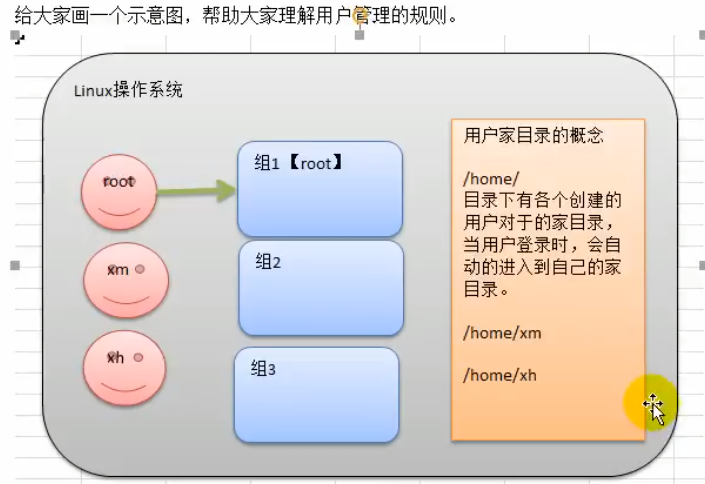 给大家画一个示意图，帮助大家理解用户管理的规则。
Linux操作系统
root
xm
xh
组1【root】
组2
组3
用户家目录的概念
/home/
目录下有各个创建的
用户对于的家目录，
当用户登录时，会自
动的进入到自己的家
目录。
/home/xm
/home/xh